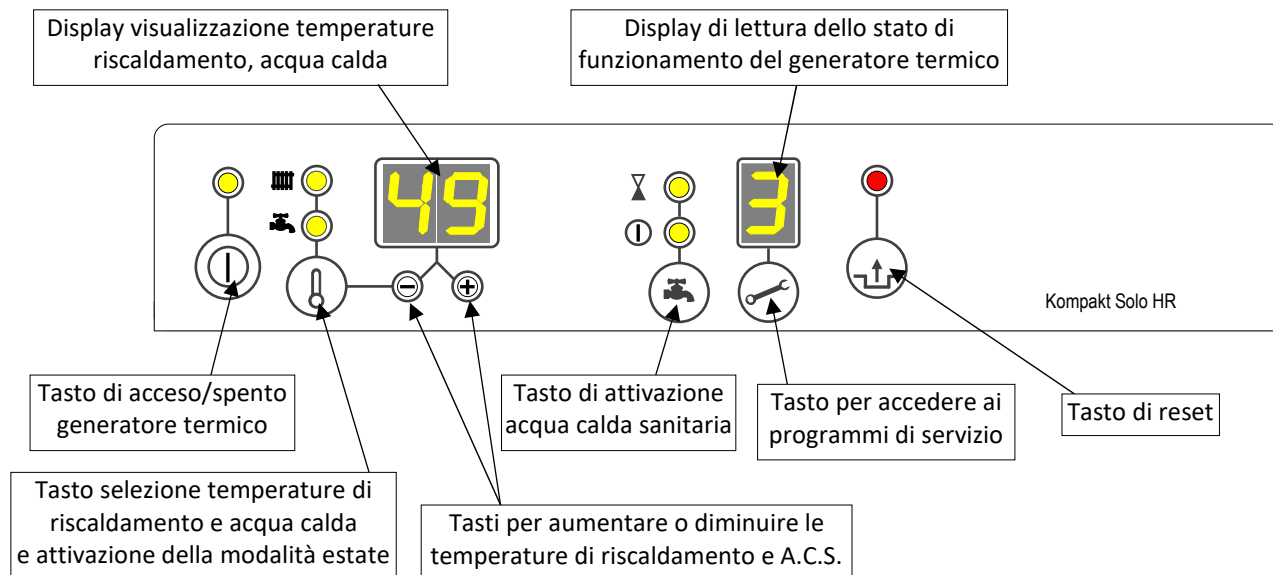 Display visualizzazione temperature
riscaldamento, acqua calda
Display di lettura dello stato di
funzionamento del generatore termico
49
3
Kompakt Solo HR
Tasto di acceso/spento
generatore termico
Tasto di attivazione
acqua calda sanitaria
Tasto per accedere ai
programmi di servizio
Tasto di reset
Tasto selezione temperature di
riscaldamento e acqua calda
e attivazione della modalità estate
Tasti per aumentare o diminuire le
temperature di riscaldamento e A.C.S.